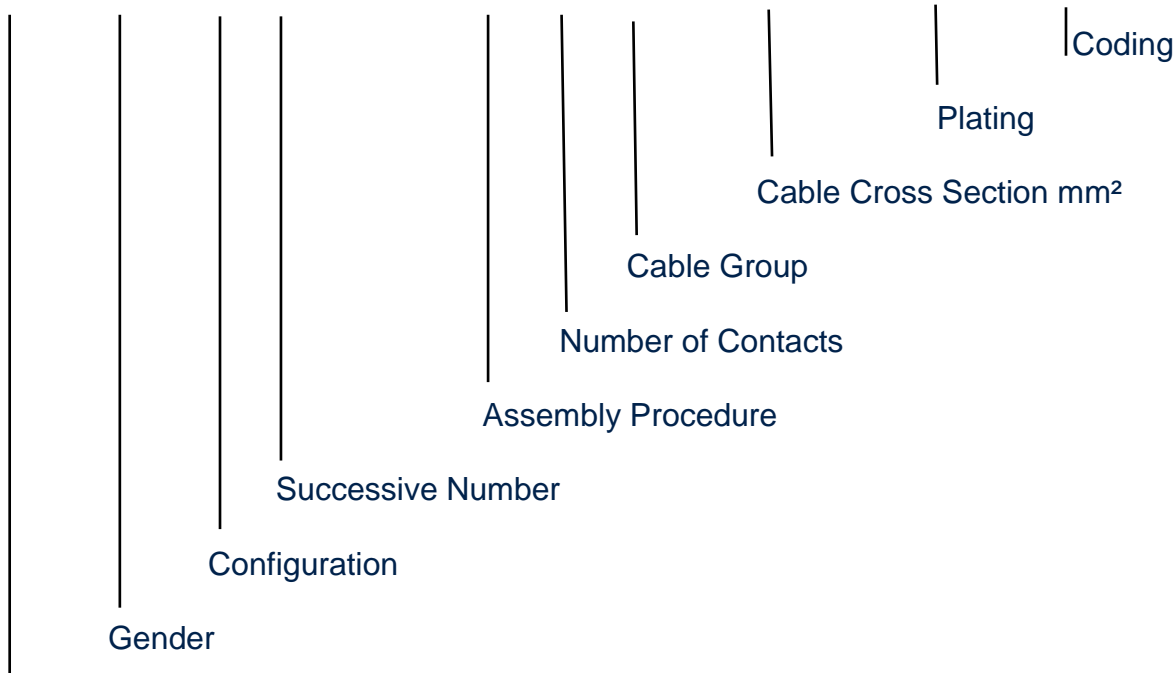 Coding
Plating
Cable Cross Section mm²
Cable Group
Number of Contacts
Assembly Procedure
Successive Number
Configuration
Gender